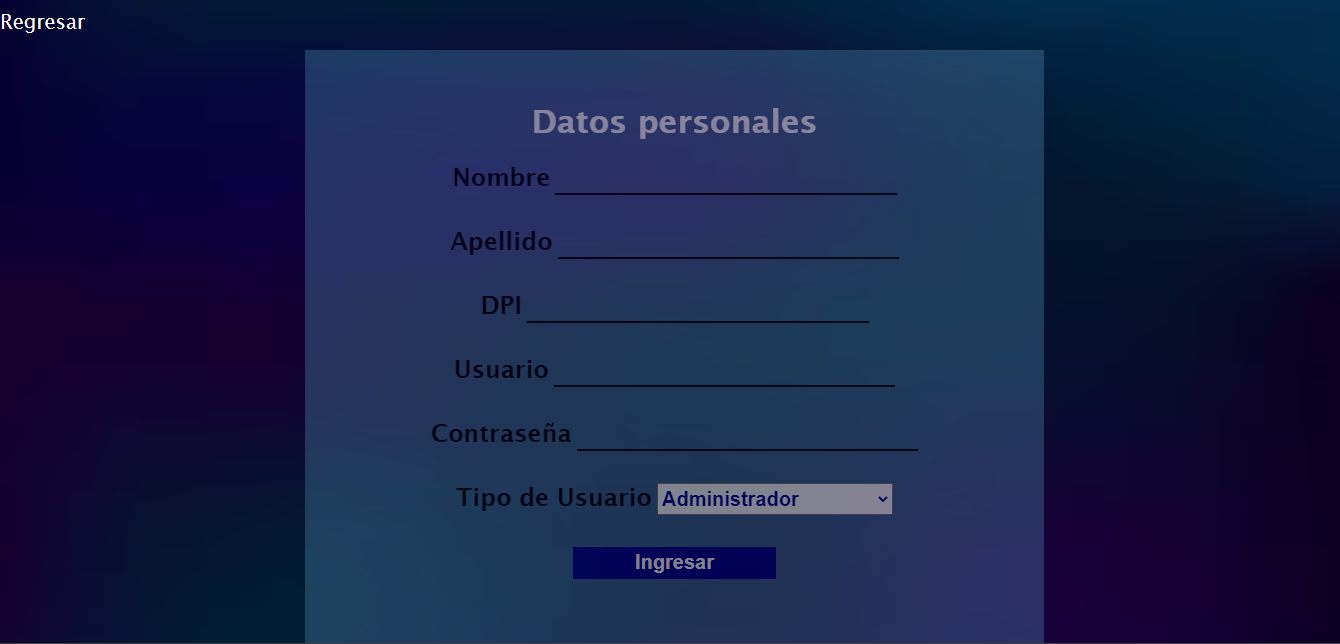 Regresar
Datos personales
Nombre
Apellido
DPI
Usuario
Contraseña
Tipo de Usuario Administrador
Ingresar